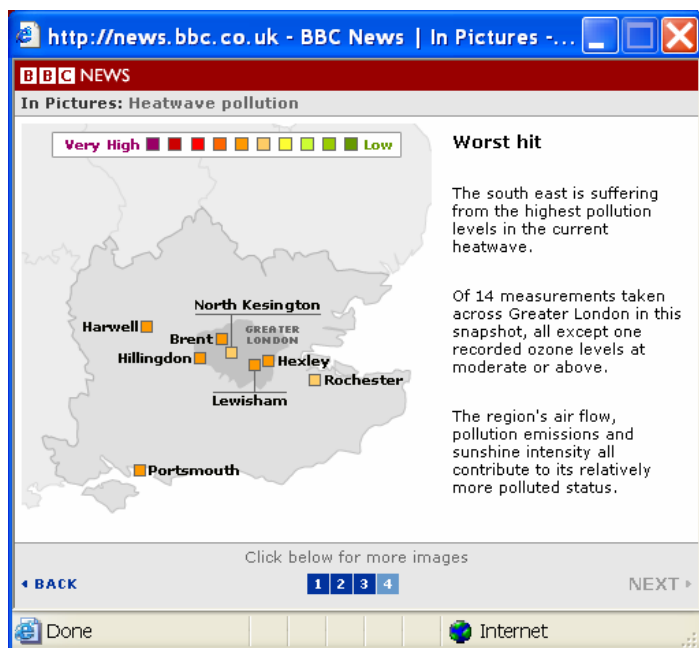 http://news.bbc.co.uk - BBC News | In Pictures -...
BBC NEWS
In Pictures: Heatwave pollution
Very High Low
North Kesington
Harwell
GREATER
LONDON
Brent
Hillingdon
Hexley
Rochester
Lewisham
Portsmouth
Worst hit
The south east is suffering
from the highest pollution
levels in the current
heatwave.
Of 14 measurements taken
across Greater London in this
snapshot, all except one
recorded ozone levels at
moderate or above.
The region's air flow,
pollution emissions and
sunshine intensity all
contribute to its relatively
more polluted status.
Click below for more images
BACK 1 2 3 4 NEXT
Done Internet